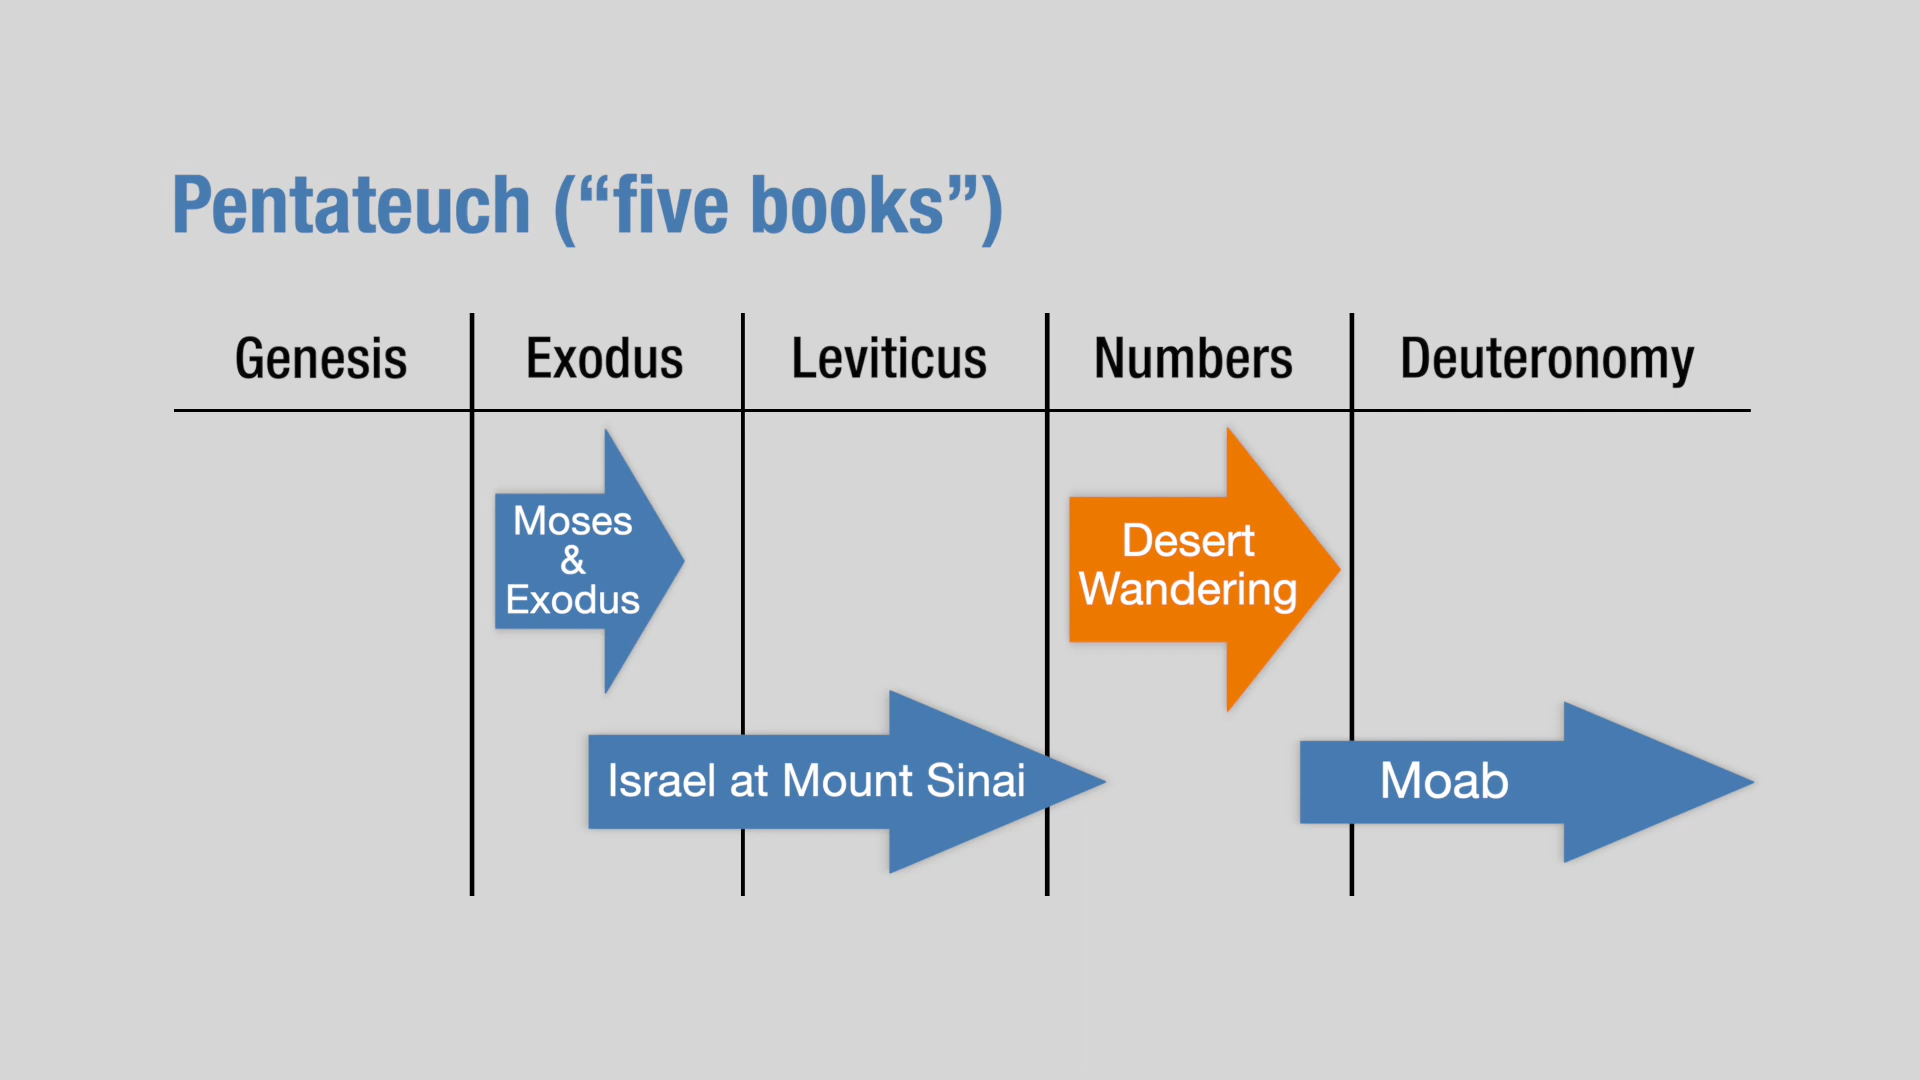 Pentateuch (“five books”)
Genesis
Exodus
Leviticus
Numbers
Deuteronomy
Moses
&
Exodus
Desert
Wandering
Israel at Mount Sinai
Moab